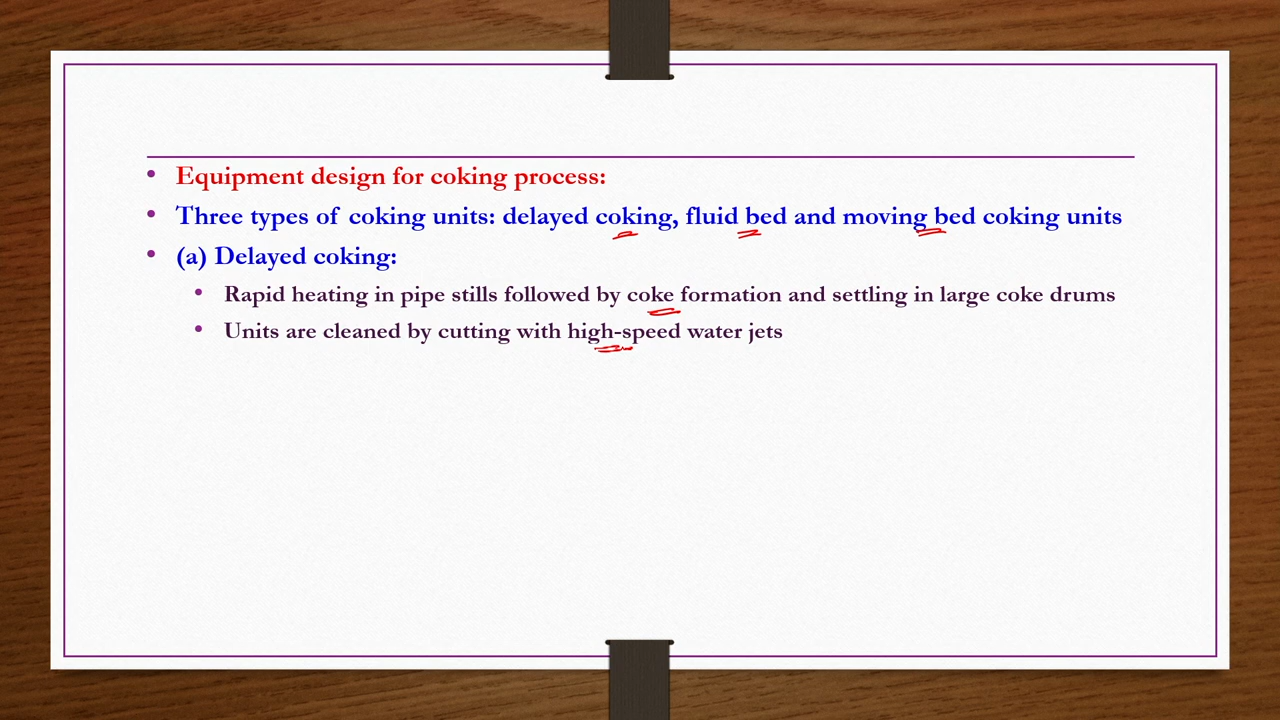 • Equipment design for coking process:
• Three types of coking units: delayed coking, fluid bed and moving bed coking units
• (a) Delayed coking:
• Rapid heating in pipe stills followed by coke formation and settling in large coke drums
• Units are cleaned by cutting with high-speed water jets